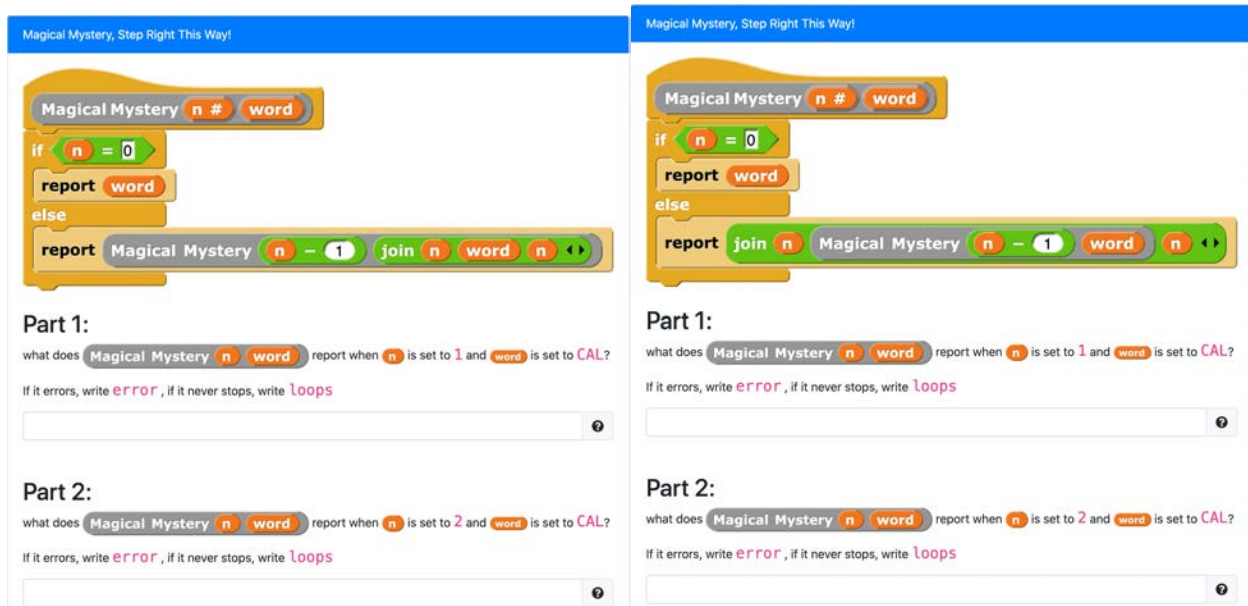 Magical Mystery, Step Right This Way!
Magical Mystery n # word
if n = 0
report word
else
report Magical Mystery n − 1 join n word n
Part 1:
what does Magical Mystery n word report when n is set to 1 and word is set to CAL?
If it errors, write error , if it never stops, write loops
Part 2:
what does Magical Mystery n word report when n is set to 2 and word is set to CAL?
If it errors, write error , if it never stops, write loops
Magical Mystery, Step Right This Way!
Magical Mystery n # word
if n = 0
report word
else
report join n Magical Mystery n − 1 word n
Part 1:
what does Magical Mystery n word report when n is set to 1 and word is set to CAL?
If it errors, write error , if it never stops, write loops
Part 2:
what does Magical Mystery n word report when n is set to 2 and word is set to CAL?
If it errors, write error , if it never stops, write loops